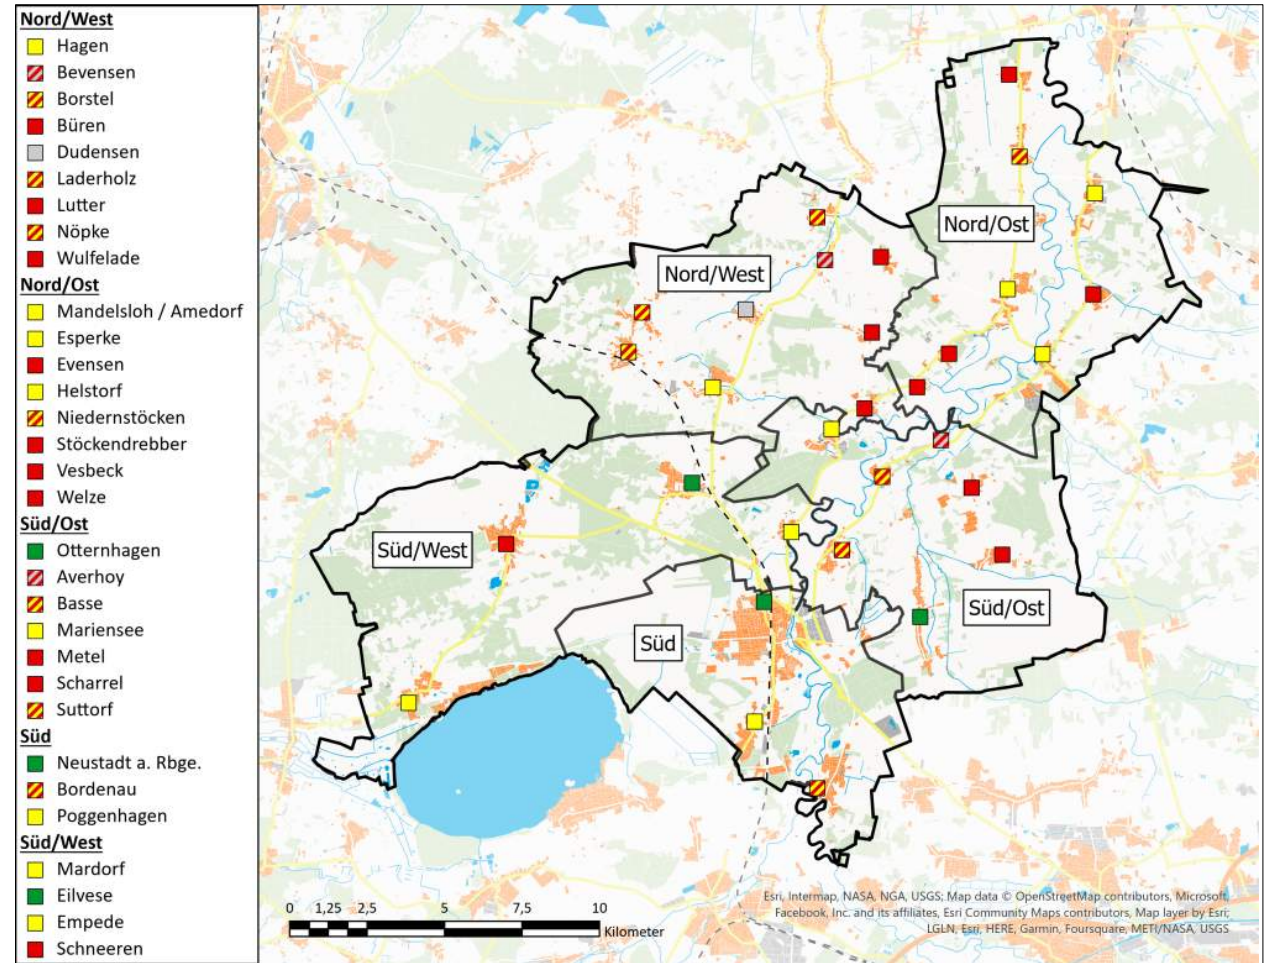 Nord/West
Hagen
Bevensen
Borstel
Büren
Dudensen
Laderholz
Lutter
Nöpke
Wulfelade
Nord/Ost
Mandelsloh / Amedorf
Esperke
Evensen
Helstorf
Niedernstöcken
Stöckendrebber
Vesbeck
Welze
Süd/Ost
Otternhagen
Averhoy
Basse
Mariensee
Metel
Scharrel
Suttorf
Süd
Neustadt a. Rbge.
Bordenau
Poggenhagen
Süd/West
Mardorf
Eilvese
Empede
Schneeren
Nord/Ost
Nord/West
Süd/West
Süd/Ost
Süd
0 1,25 2,5 5 7,5 10
Kilometer
Esri, Intermap, NASA, NGA, USGS; Map data © OpenStreetMap contributors, Microsoft,
Facebook, Inc. and its affiliates, Esri Community Maps contributors, Map layer by Esri;
LGLN, Esri, HERE, Garmin, Foursquare, METI/NASA, USGS